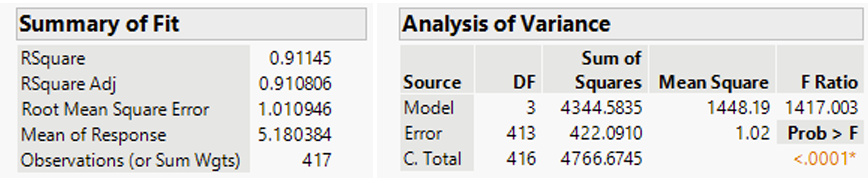 Summary of Fit
RSquare 0.91145
RSquare Adj 0.910806
Root Mean Square Error 1.010946
Mean of Response 5.180384
Observations (or Sum Wgts) 417
Analysis of Variance
Sum of
Source DF Squares Mean Square F Ratio
Model 3 4344.5835 1448.19 1417.003
Error 413 422.0910 1.02 Prob > F
C. Total 416 4766.6745 <.0001*